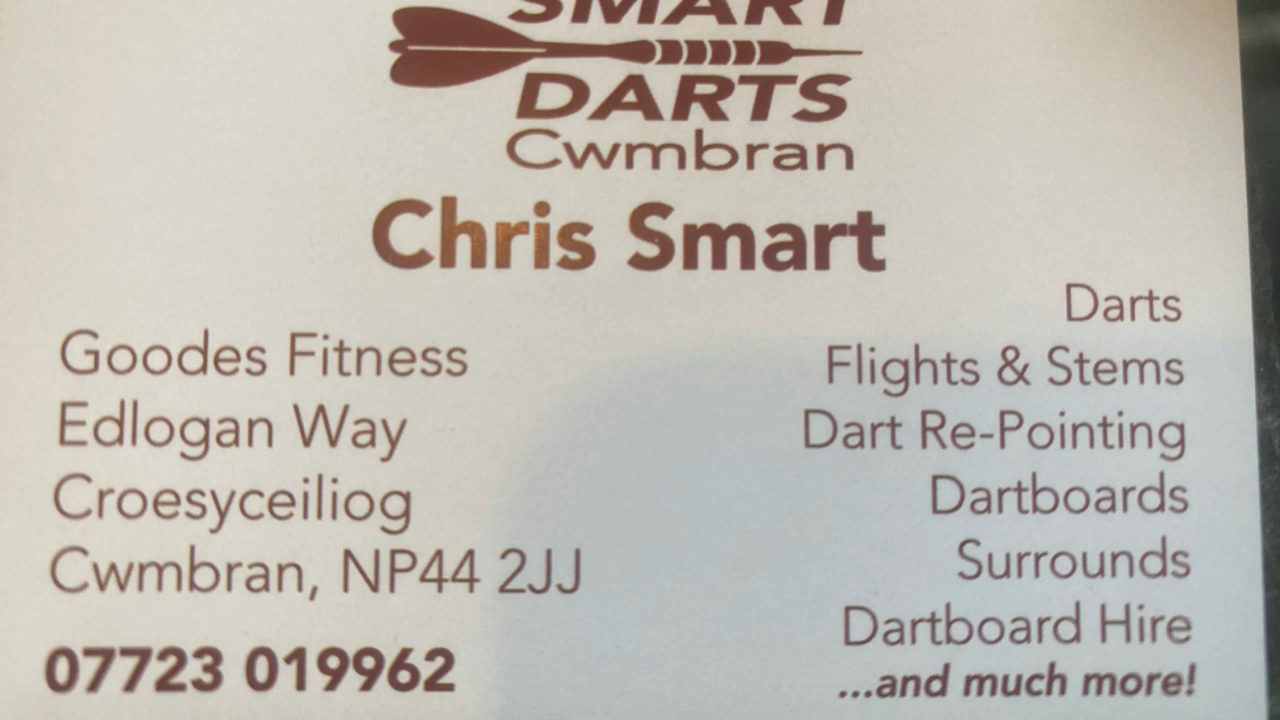 SMART
DARTS
Cwmbran
Chris Smart
Goodes Fitness
Edlogan Way
Croesyceiliog
Cwmbran, NP44 2JJ
07723 019962
Darts
Flights & Stems
Dart Re-Pointing
Dartboards
Surrounds
Dartboard Hire
...and much more!